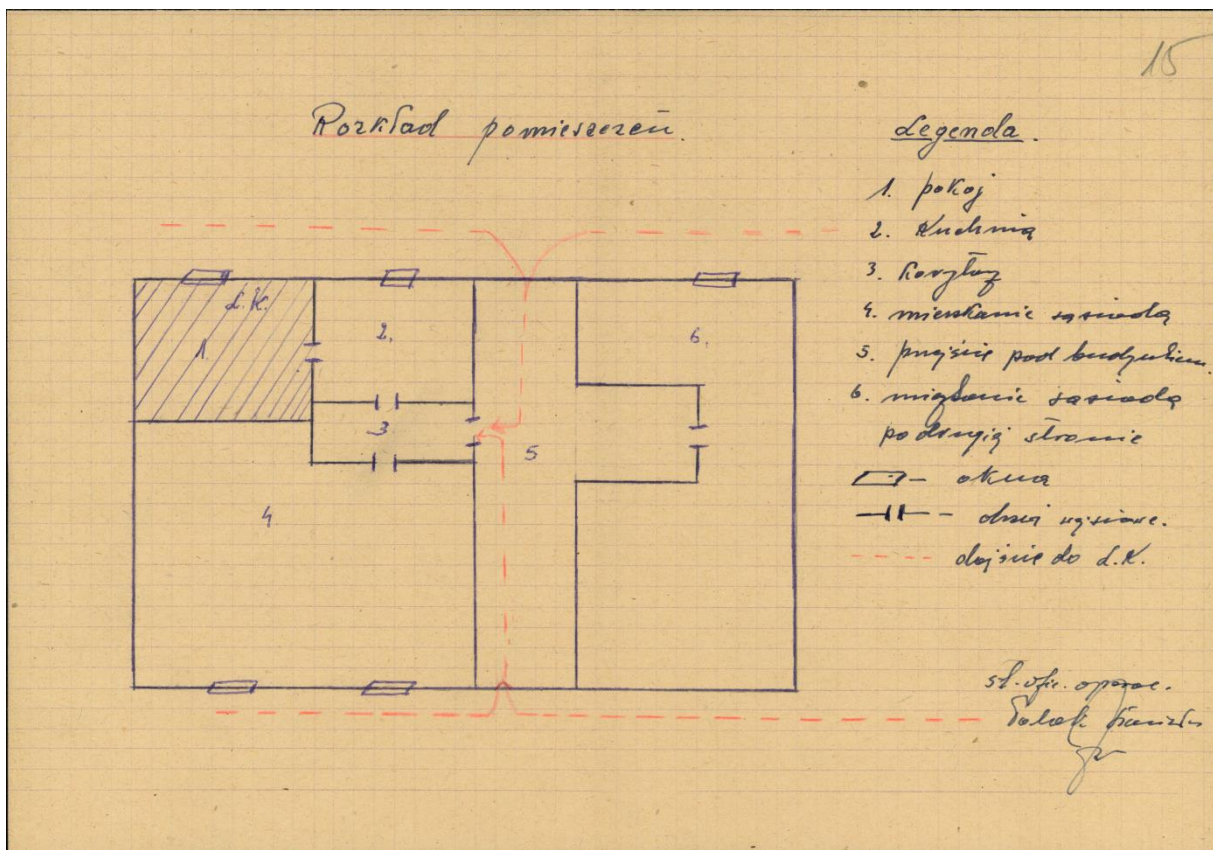 15
Rozkład pomieszczeń.
Legenda.
1. pokój
2. Kuchnia
3. Korytaz
4. mieszkanie sąsiada
5. przejście pod budynkiem.
6. mieszkanie sąsiada
po drugiej stronie
- okna
- drzwi wejściowe.
- dojście do L.K.
L.K.
1.
2.
3
4
5
6.
st. ofic. operac.